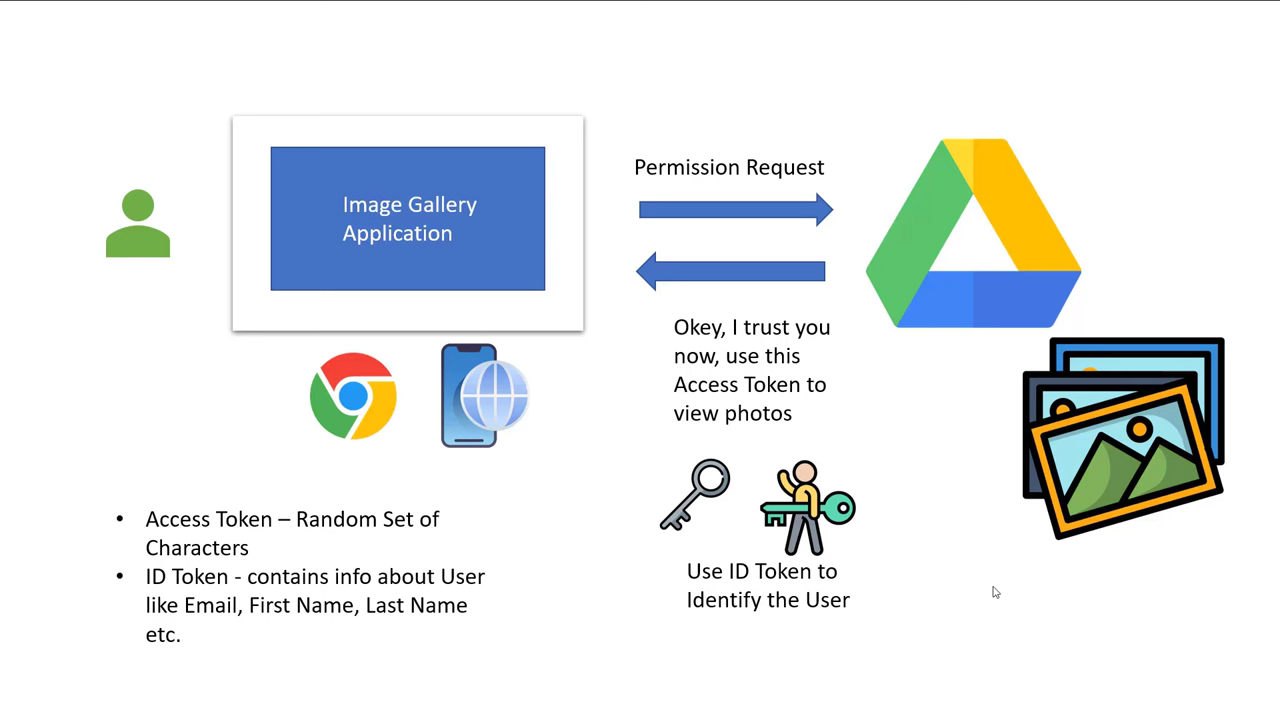 Permission Request
Image Gallery
Application
Okey, I trust you
now, use this
Access Token to
view photos
• Access Token – Random Set of
Characters
• ID Token - contains info about User
like Email, First Name, Last Name
etc.
Use ID Token to
Identify the User